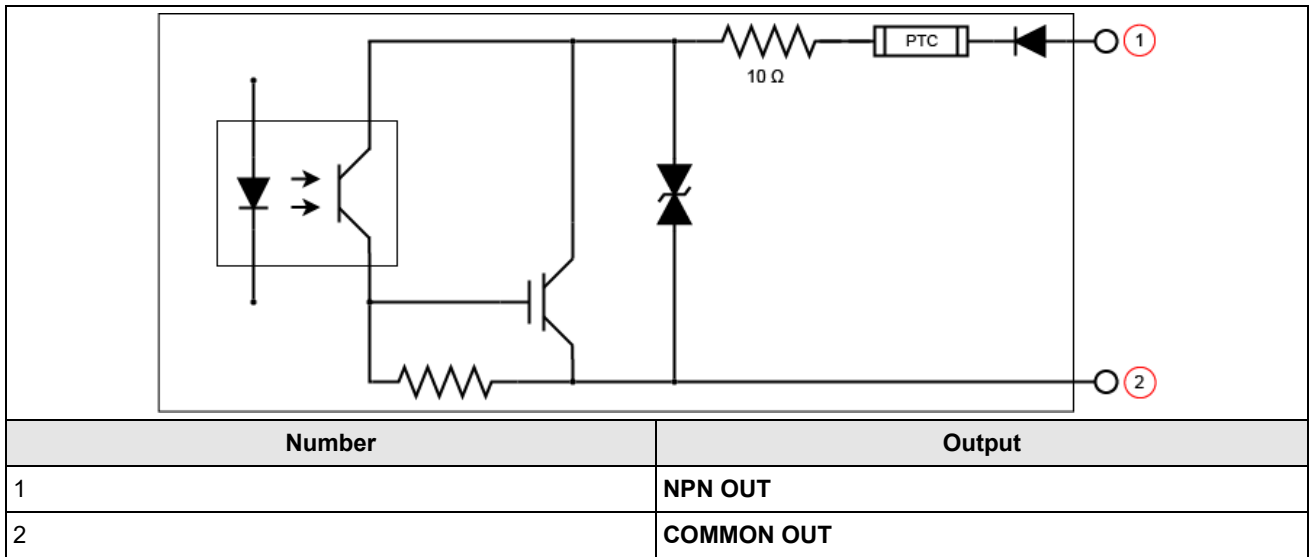 PTC
1
10 Ω
2
Number Output
1 NPN OUT
2 COMMON OUT